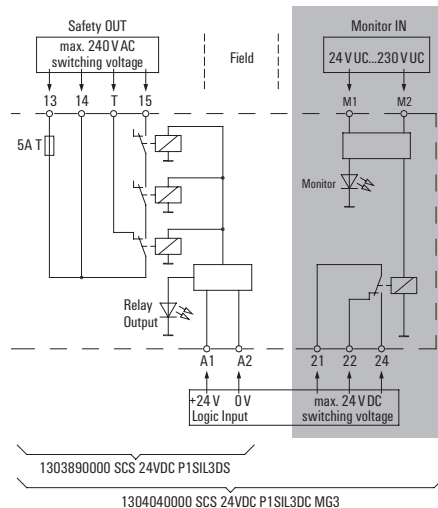 Safety OUT
max. 240 V AC
switching voltage
Field
Monitor IN
24 V UC...230 V UC
13 14 T 15 M1 M2
5A T
Monitor
Relay
Output
A1 A2 21 22 24
+24 V 0 V
Logic Input
max. 24 V DC
switching voltage
1303890000 SCS 24VDC P1SIL3DS
1304040000 SCS 24VDC P1SIL3DC MG3